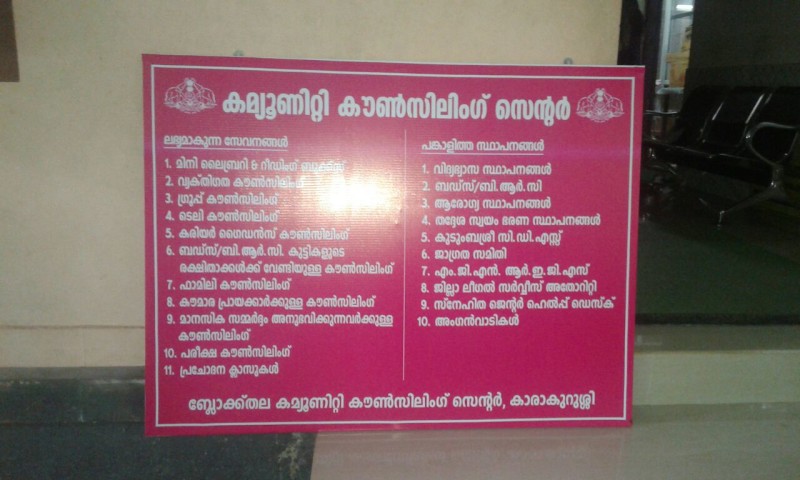 കമ്യൂണിറ്റി കൗൺസിലിംഗ് സെന്റർ
ലഭ്യമാകുന്ന സേവനങ്ങൾ
1. മിനി ലൈബ്രറി & റീഡിംഗ് ബുക്ക്സ്
2. വ്യക്തിഗത കൗൺസിലിംഗ്
3. ഗ്രൂപ്പ് കൗൺസിലിംഗ്
4. ടെലി കൗൺസിലിംഗ്
5. കരിയർ ഗൈഡൻസ് കൗൺസിലിംഗ്
6. ബഡ്സ്/ബി.ആർ.സി. കുട്ടികളുടെ
രക്ഷിതാക്കൾക്ക് വേണ്ടിയുള്ള കൗൺസിലിംഗ്
7. ഫാമിലി കൗൺസിലിംഗ്
8. കൗമാര പ്രായക്കാർക്കുള്ള കൗൺസിലിംഗ്
9. മാനസിക സമ്മർദ്ദം അനുഭവിക്കുന്നവർക്കുള്ള
കൗൺസിലിംഗ്
10. പരീക്ഷ കൗൺസിലിംഗ്
11. പ്രചോദന ക്ലാസുകൾ
പങ്കാളിത്ത സ്ഥാപനങ്ങൾ
1. വിദ്യഭ്യാസ സ്ഥാപനങ്ങൾ
2. ബഡ്സ്/ബി.ആർ.സി
3. ആരോഗ്യ സ്ഥാപനങ്ങൾ
4. തദ്ദേശ സ്വയം ഭരണ സ്ഥാപനങ്ങൾ
5. കുടുംബശ്രീ സി.ഡി.എസ്സ്
6. ജാഗ്രത സമിതി
7. എം.ജി.എൻ. ആർ.ഇ.ജി.എസ്
8. ജില്ലാ ലീഗൽ സർവ്വീസ് അതോറിറ്റി
9. സ്നേഹിത ജെന്റർ ഹെൽപ്പ് ഡെസ്ക്
10. അംഗൻവാടികൾ
ബ്ലോക്ക്തല കമ്യൂണിറ്റി കൗൺസിലിംഗ് സെന്റർ, കാരാകുറുശ്ശി